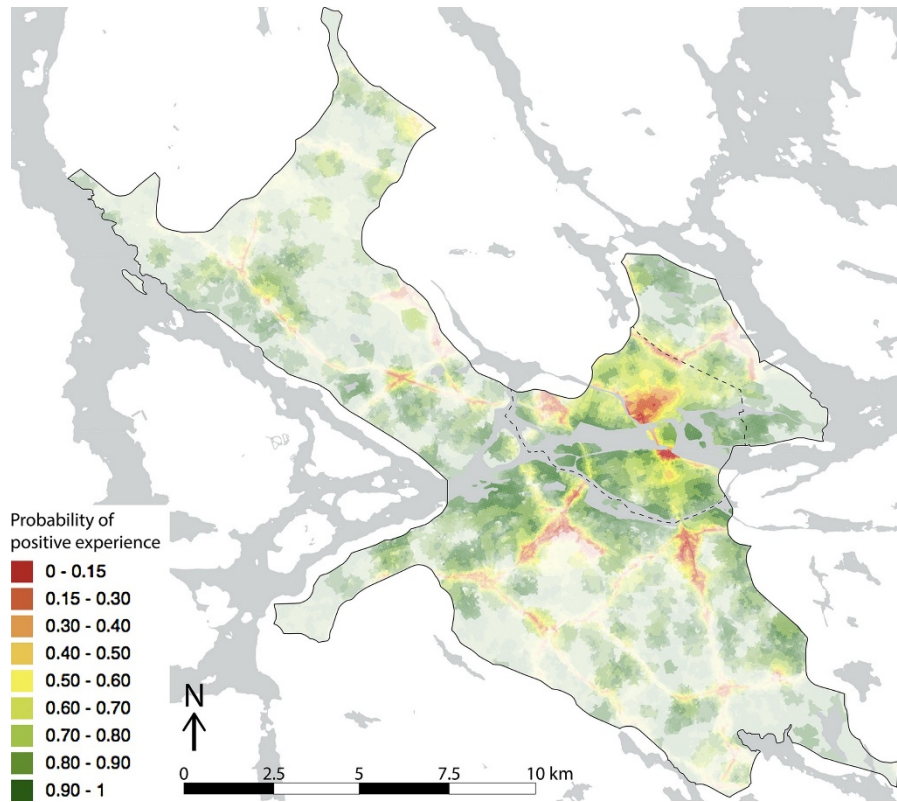 Probability of
positive experience
0 - 0.15
0.15 - 0.30
0.30 - 0.40
0.40 - 0.50
0.50 - 0.60
0.60 - 0.70
0.70 - 0.80
0.80 - 0.90
0.90 - 1
N
0 2.5 5 7.5 10 km